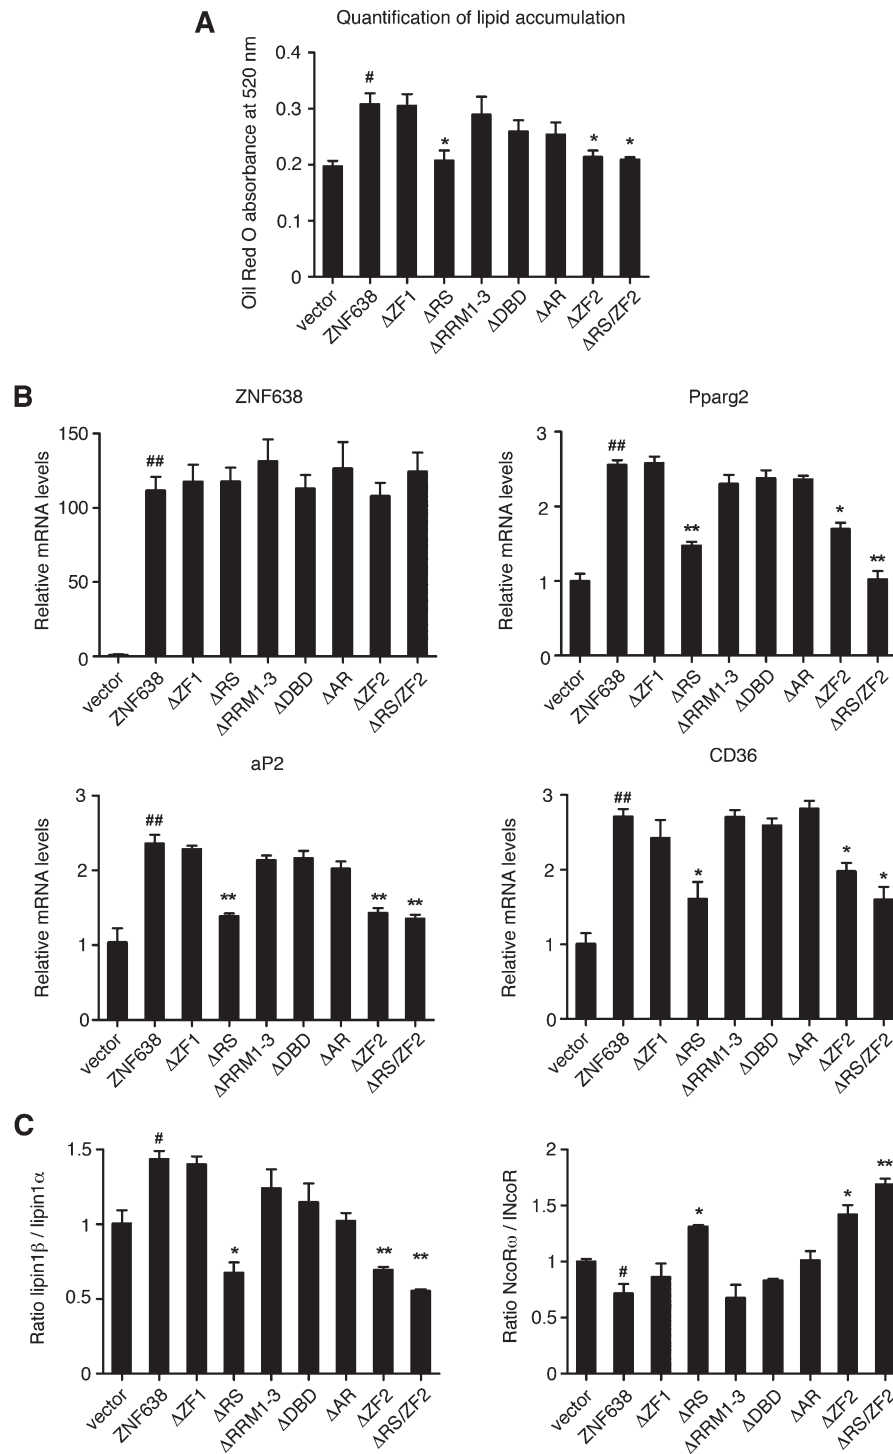 A
Quantification of lipid accumulation
Oil Red O absorbance at 520 nm
0.4
0.3
0.2
0.1
0
#
*
*
*
vector
ZNF638
ΔZF1
ΔRS
ΔRRM1-3
ΔDBD
ΔAR
ΔZF2
ΔRS/ZF2
B
ZNF638
Relative mRNA levels
150
100
50
0
##
vector
ZNF638
ΔZF1
ΔRS
ΔRRM1-3
ΔDBD
ΔAR
ΔZF2
ΔRS/ZF2
Pparg2
Relative mRNA levels
3
2
1
0
##
**
*
**
vector
ZNF638
ΔZF1
ΔRS
ΔRRM1-3
ΔDBD
ΔAR
ΔZF2
ΔRS/ZF2
aP2
Relative mRNA levels
3
2
1
0
##
**
**
**
vector
ZNF638
ΔZF1
ΔRS
ΔRRM1-3
ΔDBD
ΔAR
ΔZF2
ΔRS/ZF2
CD36
Relative mRNA levels
3
2
1
0
##
*
*
*
vector
ZNF638
ΔZF1
ΔRS
ΔRRM1-3
ΔDBD
ΔAR
ΔZF2
ΔRS/ZF2
C
Ratio lipin1β / lipin1α
1.5
1
0.5
0
#
*
**
**
vector
ZNF638
ΔZF1
ΔRS
ΔRRM1-3
ΔDBD
ΔAR
ΔZF2
ΔRS/ZF2
Ratio NcoRω / INcoR
2
1.5
1
0.5
0
#
*
*
**
vector
ZNF638
ΔZF1
ΔRS
ΔRRM1-3
ΔDBD
ΔAR
ΔZF2
ΔRS/ZF2